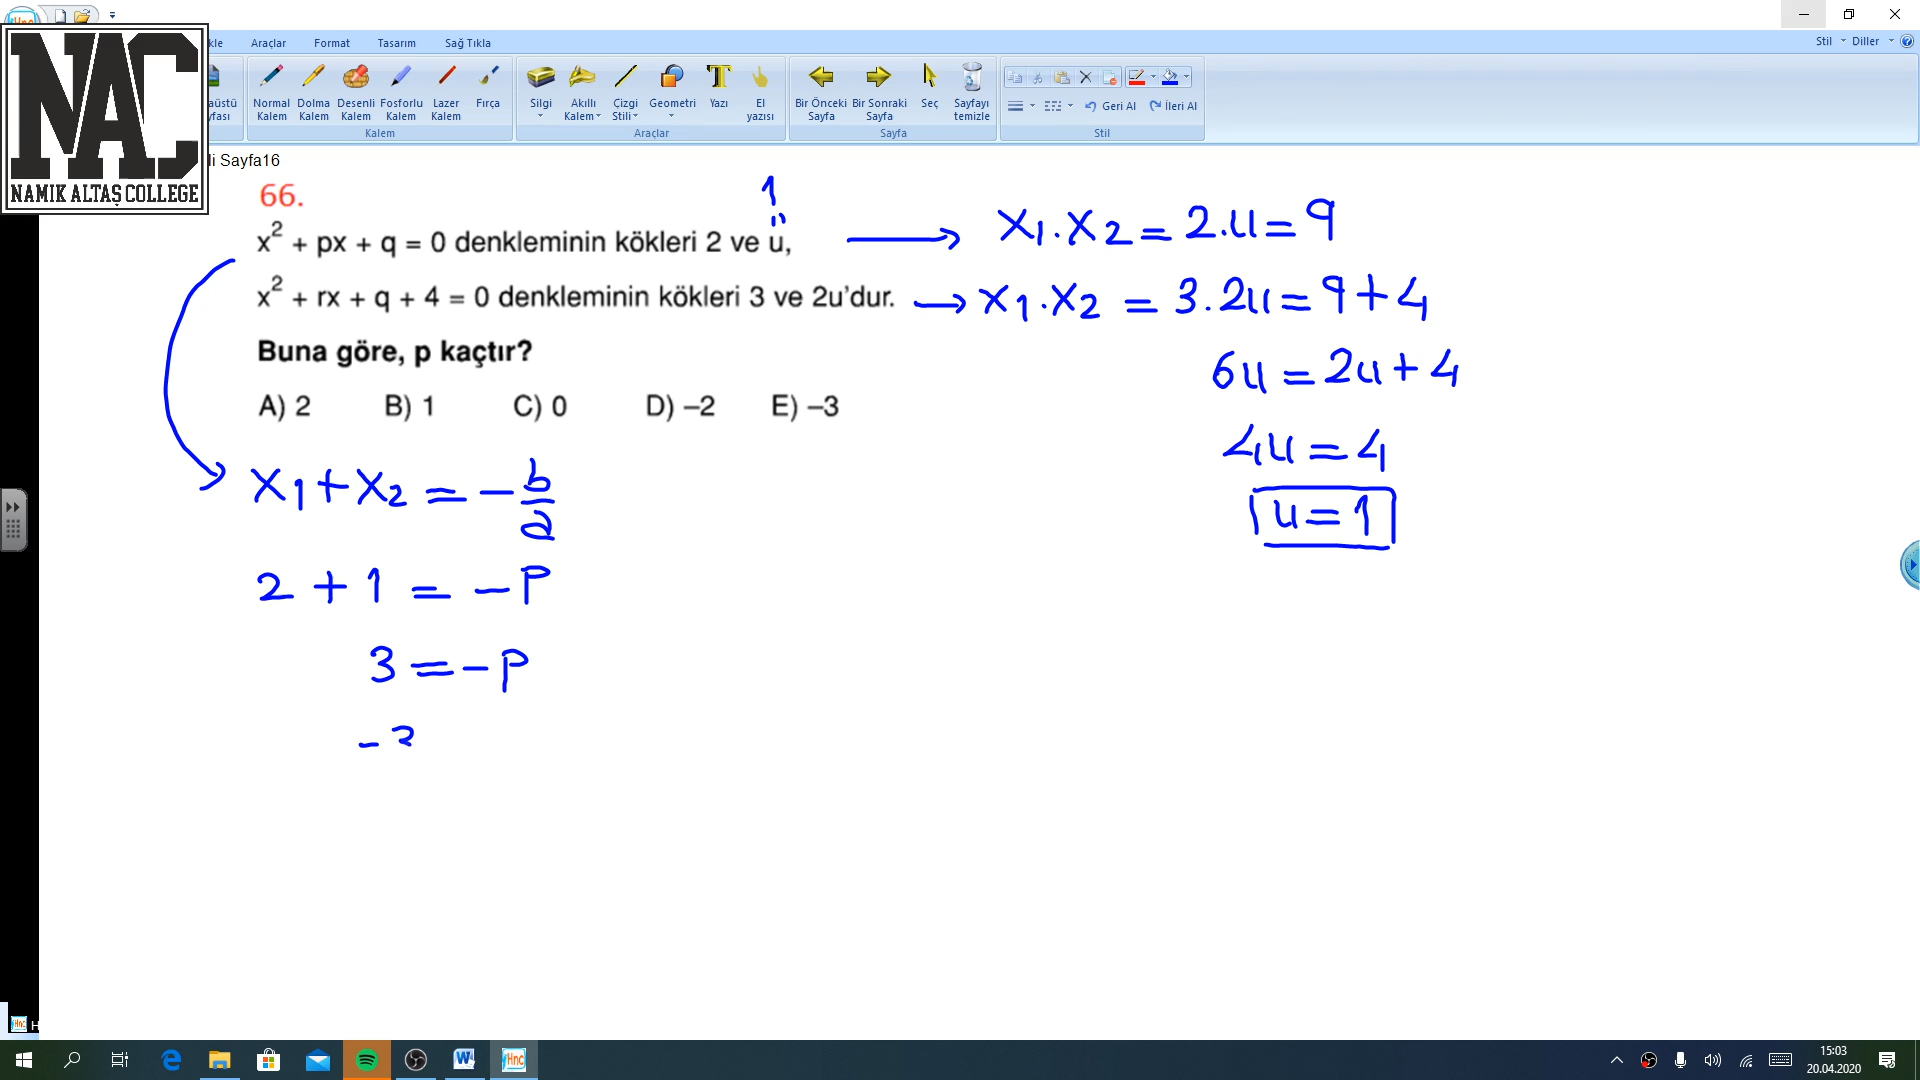 Araçlar Format Tasarım Sağ Tıkla
Stil Diller
Normal Kalem Dolma Kalem Desenli Kalem Fosforlu Kalem Lazer Kalem Fırça
Kalem
Silgi Akıllı Kalem Çizgi Stili Geometri Yazı El yazısı
Araçlar
Bir Önceki Sayfa Bir Sonraki Sayfa Seç Sayfayı temizle
Sayfa
Geri Al İleri Al
Stil
NAC
NAMIK ALTAŞ COLLEGE
li Sayfa16
66.
1
x² + px + q = 0 denkleminin kökleri 2 ve u,
x² + rx + q + 4 = 0 denkleminin kökleri 3 ve 2u'dur.
Buna göre, p kaçtır?
A) 2 B) 1 C) 0 D) –2 E) –3
x₁ + x₂ = - b/a
2 + 1 = - P
3 = - P
- 3
x₁ . x₂ = 2.u = q
x₁ . x₂ = 3.2u = q + 4
6u = 2u + 4
4u = 4
u = 1
Hnc
15:03
20.04.2020